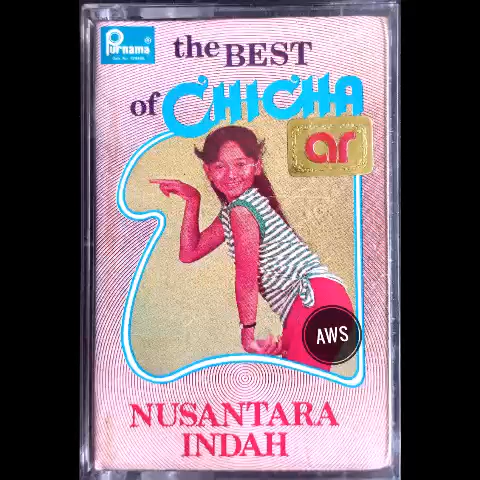 Purnama ®
the BEST
of CHICHA
ar
AWS
NUSANTARA
INDAH